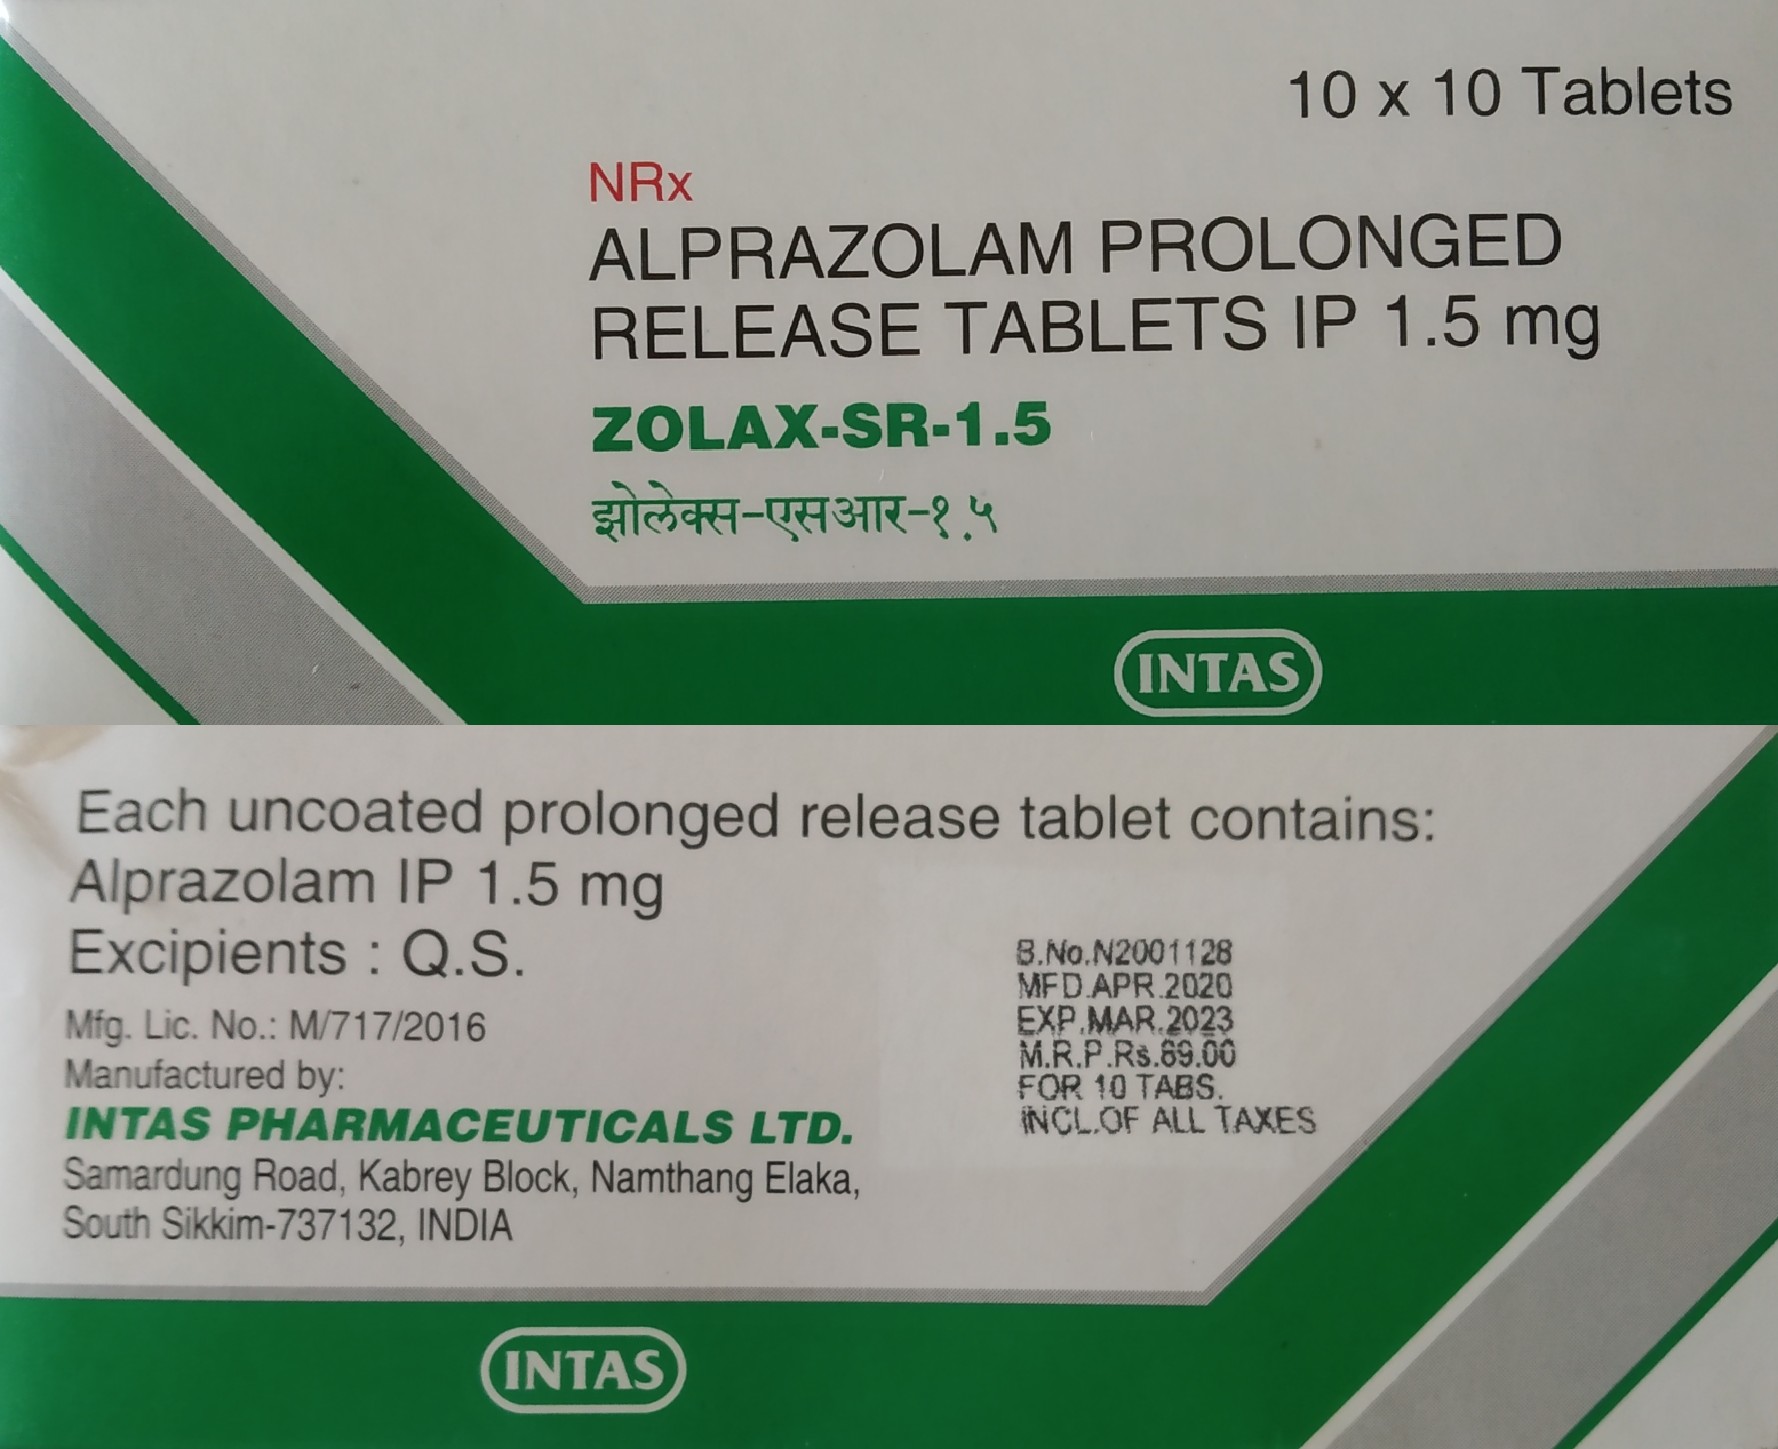 10 x 10 Tablets
NRx
ALPRAZOLAM PROLONGED
RELEASE TABLETS IP 1.5 mg
ZOLAX-SR-1.5
झोलेक्स-एसआर-१.५
INTAS
Each uncoated prolonged release tablet contains:
Alprazolam IP 1.5 mg
Excipients : Q.S.
Mfg. Lic. No.: M/717/2016
Manufactured by:
INTAS PHARMACEUTICALS LTD.
Samardung Road, Kabrey Block, Namthang Elaka,
South Sikkim-737132, INDIA
B.No.N2001128
MFD.APR.2020
EXP.MAR.2023
M.R.P.Rs.69.00
FOR 10 TABS.
INCL.OF ALL TAXES
INTAS